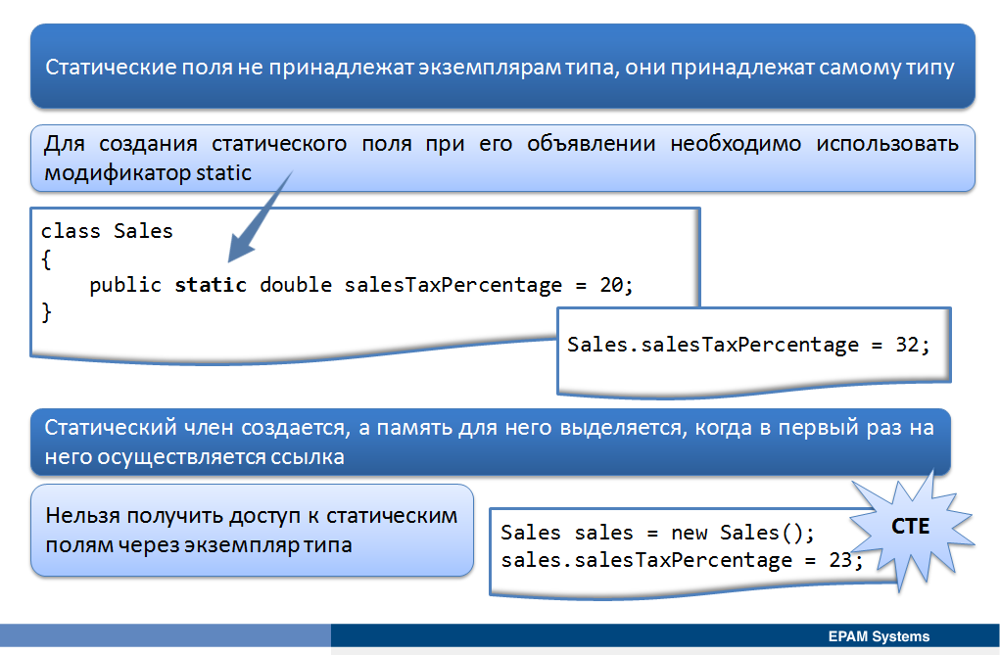 Статические поля не принадлежат экземплярам типа, они принадлежат самому типу
Для создания статического поля при его объявлении необходимо использовать
модификатор static
class Sales
{
public static double salesTaxPercentage = 20;
}
Sales.salesTaxPercentage = 32;
Статический член создается, а память для него выделяется, когда в первый раз на
него осуществляется ссылка
Нельзя получить доступ к статическим
полям через экземпляр типа
Sales sales = new Sales();
sales.salesTaxPercentage = 23;
CTE
EPAM Systems